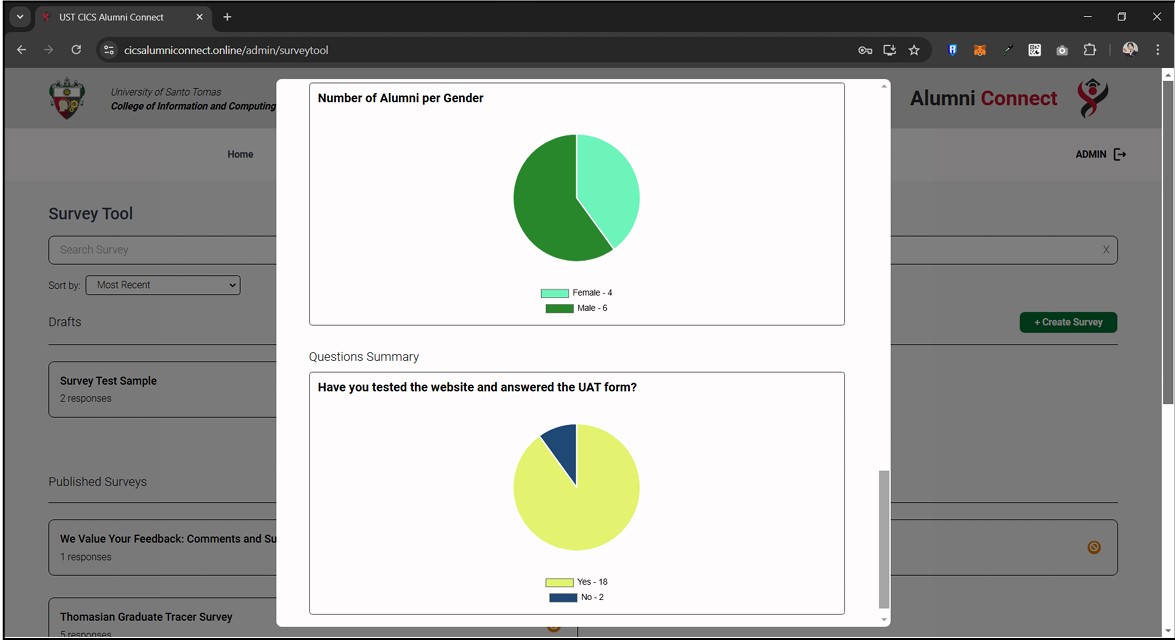 UST CICS Alumni Connect
cicsalumniconnect.online/admin/surveytool
University of Santo Tomas
College of Information and Computing
Alumni Connect
Home
ADMIN
Survey Tool
Search Survey
X
Sort by: Most Recent
Drafts
+ Create Survey
Survey Test Sample
2 responses
Published Surveys
We Value Your Feedback: Comments and Su
1 responses
Thomasian Graduate Tracer Survey
5 responses
Number of Alumni per Gender
Female - 4
Male - 6
Questions Summary
Have you tested the website and answered the UAT form?
Yes - 18
No - 2